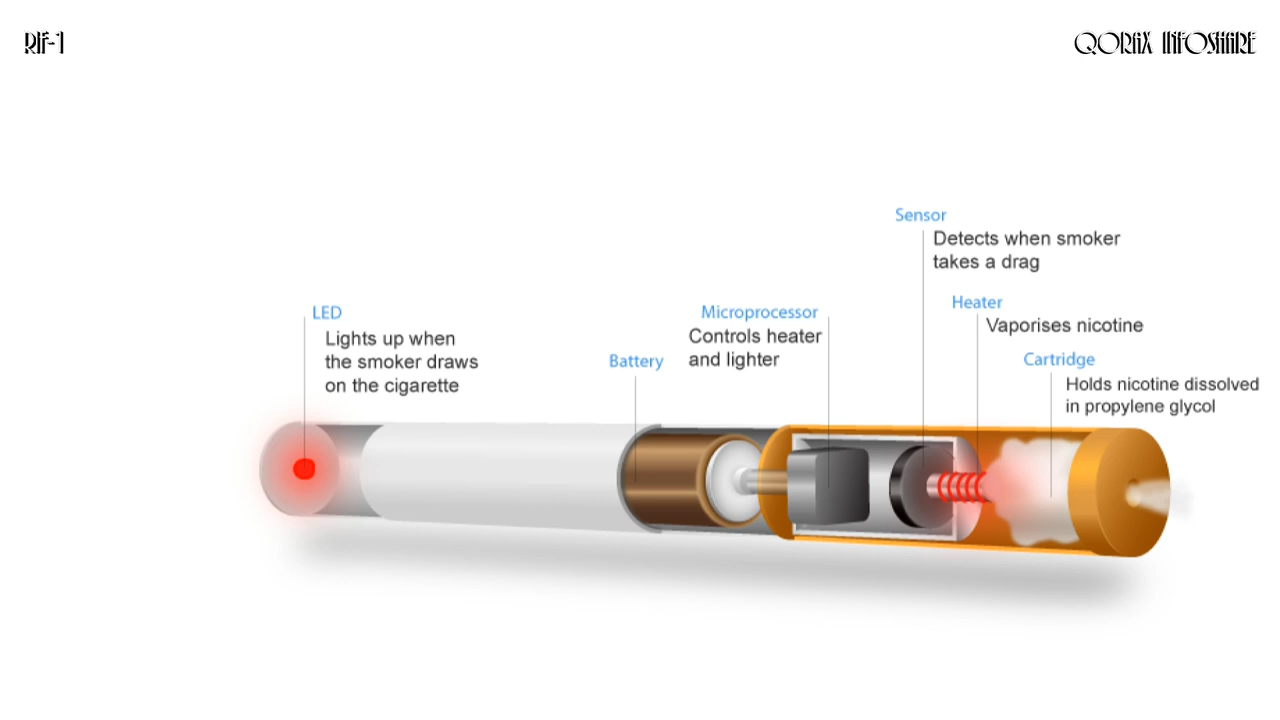 RIF-1
QORAX INFOSHARE
Sensor
Detects when smoker
takes a drag
Heater
Vaporises nicotine
LED
Lights up when
the smoker draws
on the cigarette
Microprocessor
Controls heater
and lighter
Battery
Cartridge
Holds nicotine dissolved
in propylene glycol